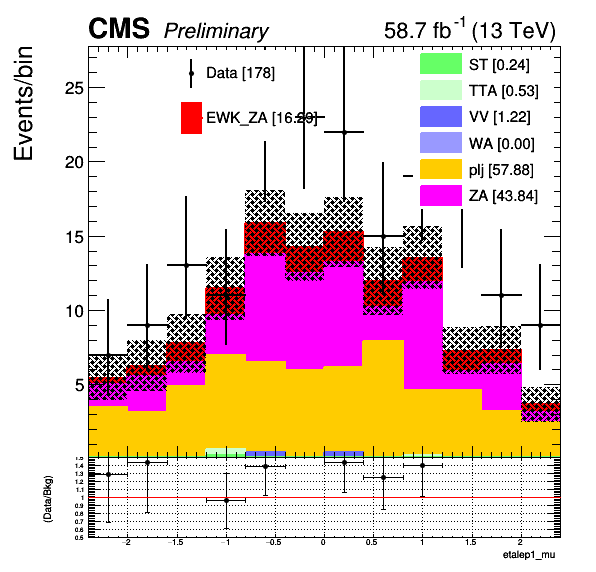 CMS Preliminary 58.7 fb-1 (13 TeV)
Events/bin
25
20
15
10
5
Data [178]
EWK_ZA [16.29]
ST [0.24]
TTA [0.53]
VV [1.22]
WA [0.00]
plj [57.88]
ZA [43.84]
(Data/Bkg)
1.5
1.4
1.3
1.2
1.1
1
0.9
0.8
0.7
0.6
0.5
−2 −1.5 −1 −0.5 0 0.5 1 1.5 2
etalep1_mu